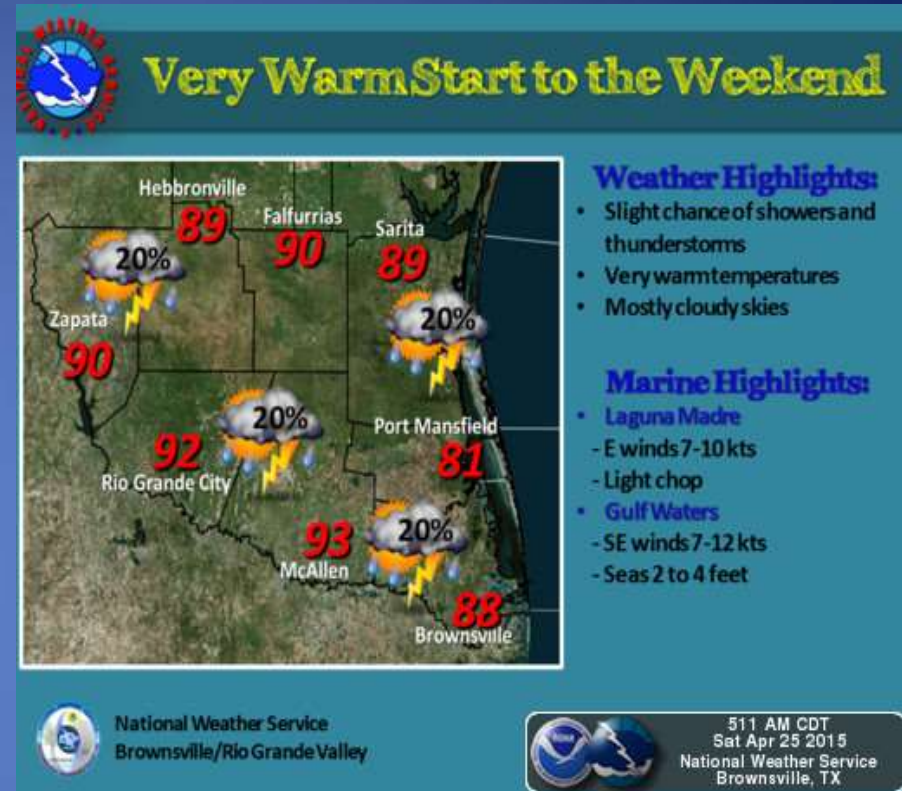 NATIONAL WEATHER SERVICE
Very Warm Start to the Weekend
Hebbronville
89
Falfurrias
90
Sarita
89
20%
20%
Zapata
90
20%
Port Mansfield
81
92
Rio Grande City
93
McAllen
20%
88
Brownsville
Weather Highlights:
• Slight chance of showers and
thunderstorms
• Very warm temperatures
• Mostly cloudy skies
Marine Highlights:
• Laguna Madre
- E winds 7-10 kts
- Light chop
• Gulf Waters
- SE winds 7-12 kts
- Seas 2 to 4 feet
National Weather Service
Brownsville/Rio Grande Valley
noaa
511 AM CDT
Sat Apr 25 2015
National Weather Service
Brownsville, TX